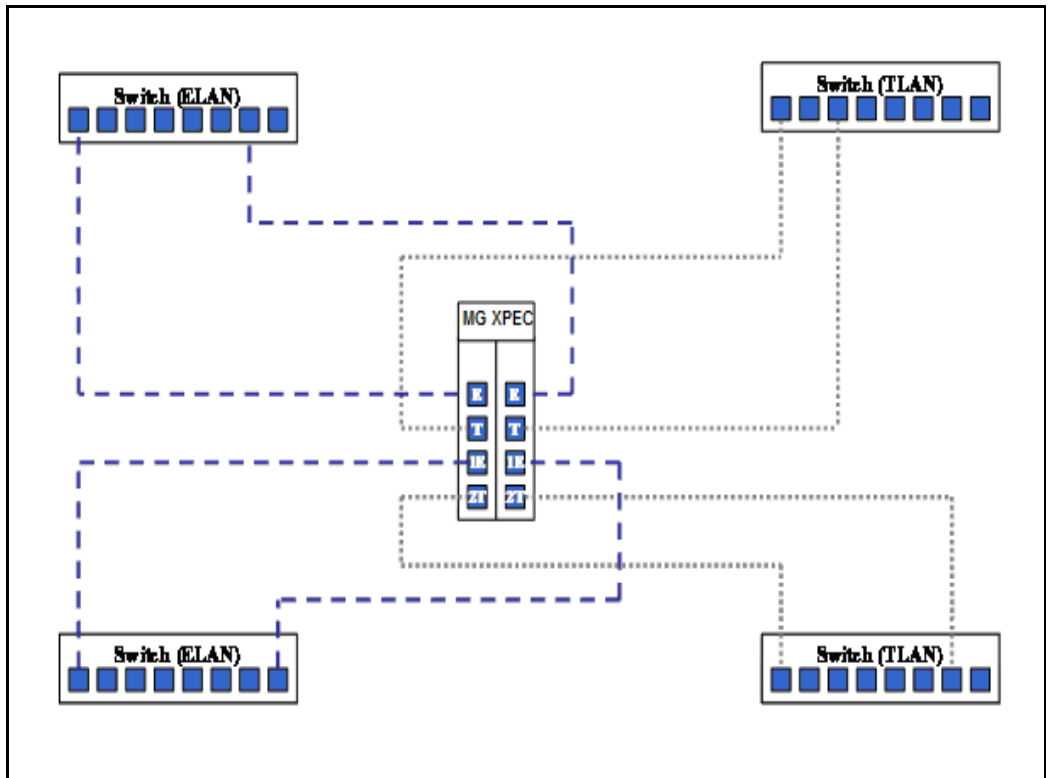 Switch (ELAN)
Switch (TLAN)
MG XPEC
E E
T T
1E 1E
2T 2T
Switch (ELAN)
Switch (TLAN)